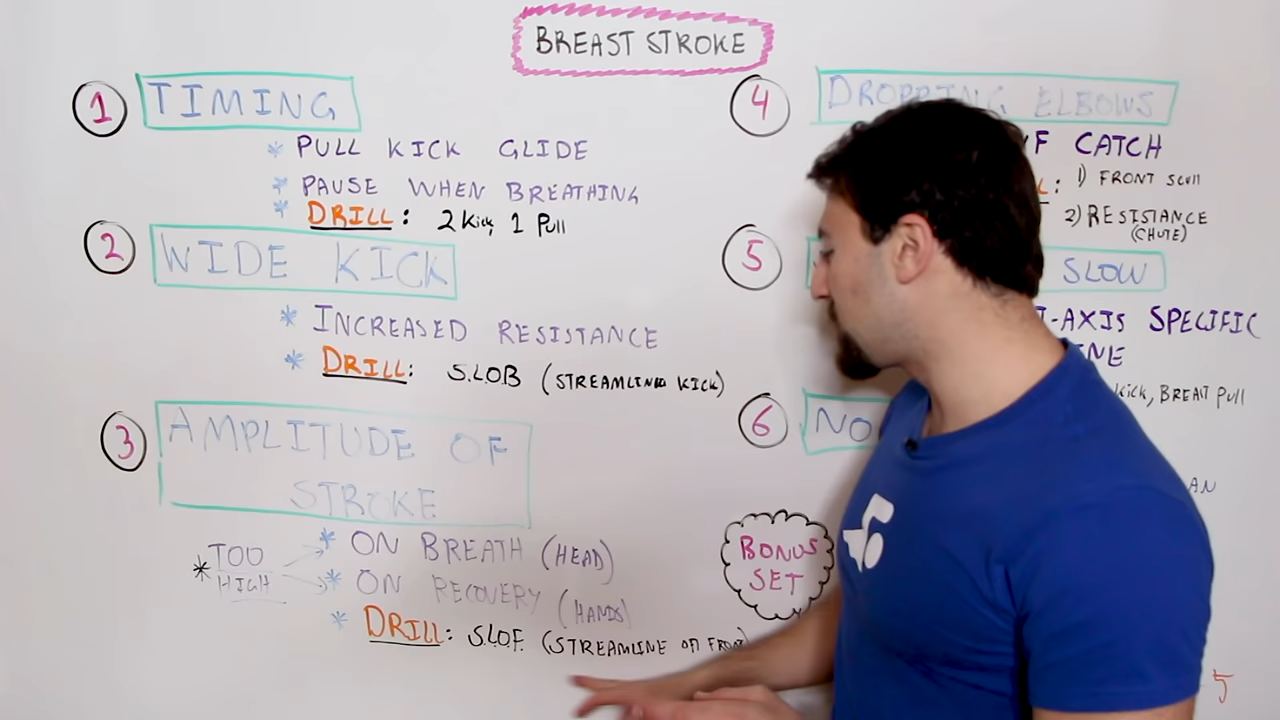 BREAST STROKE
1 TIMING
* PULL KICK GLIDE
* PAUSE WHEN BREATHING
* DRILL: 2 Kick 1 Pull
2 WIDE KICK
* INCREASED RESISTANCE
* DRILL: S.L.O.B (STREAMLINE KICK)
3 AMPLITUDE OF
STROKE
* TOO
HIGH
* ON BREATH (HEAD)
* ON RECOVERY (HANDS)
* DRILL: S.L.O.F. (STREAMLINE ON FRONT
4 DROPPING ELBOWS
CATCH
1) FRONT Scull
2) RESISTANCE
(CHUTE)
5 SLOW
-AXIS SPECIFIC
kick, BREAST Pull
6 NO
BONUS
SET
5